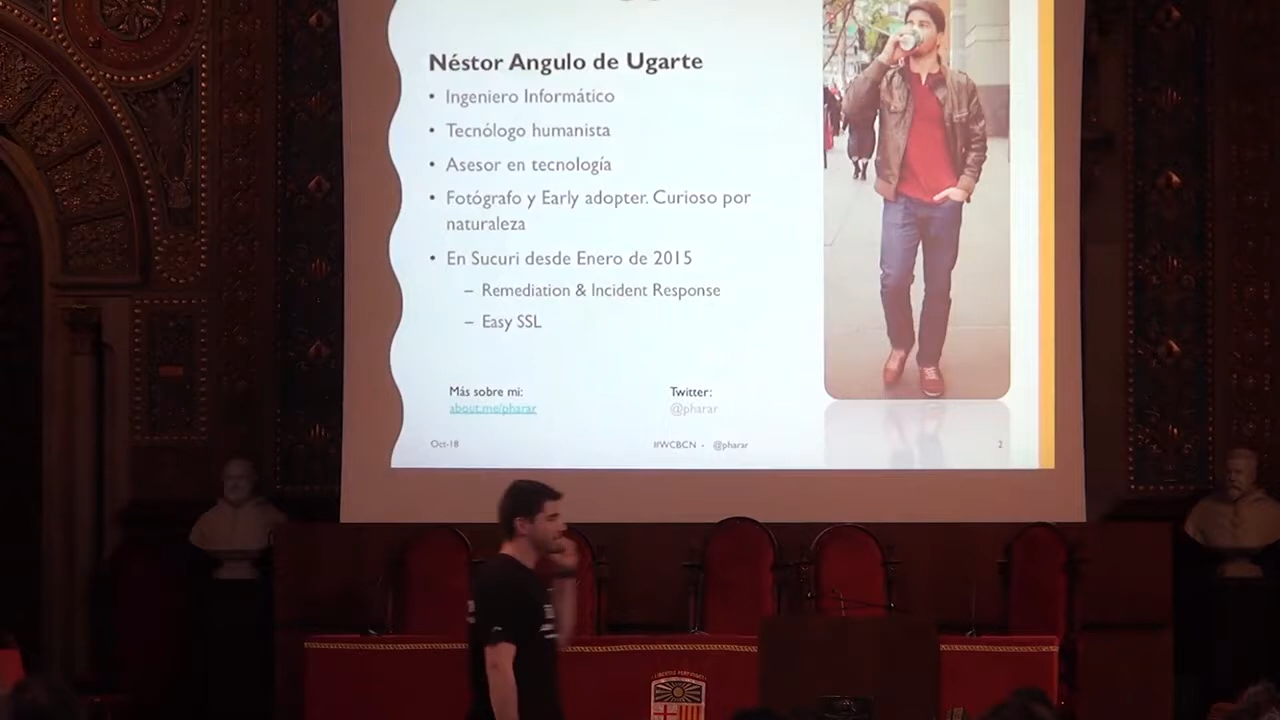 Néstor Angulo de Ugarte
• Ingeniero Informático
• Tecnólogo humanista
• Asesor en tecnología
• Fotógrafo y Early adopter. Curioso por
naturaleza
• En Sucuri desde Enero de 2015
– Remediation & Incident Response
– Easy SSL
Más sobre mi:
about.me/pharar
Twitter:
@pharar
Oct-18
#WCBCN - @pharar
2